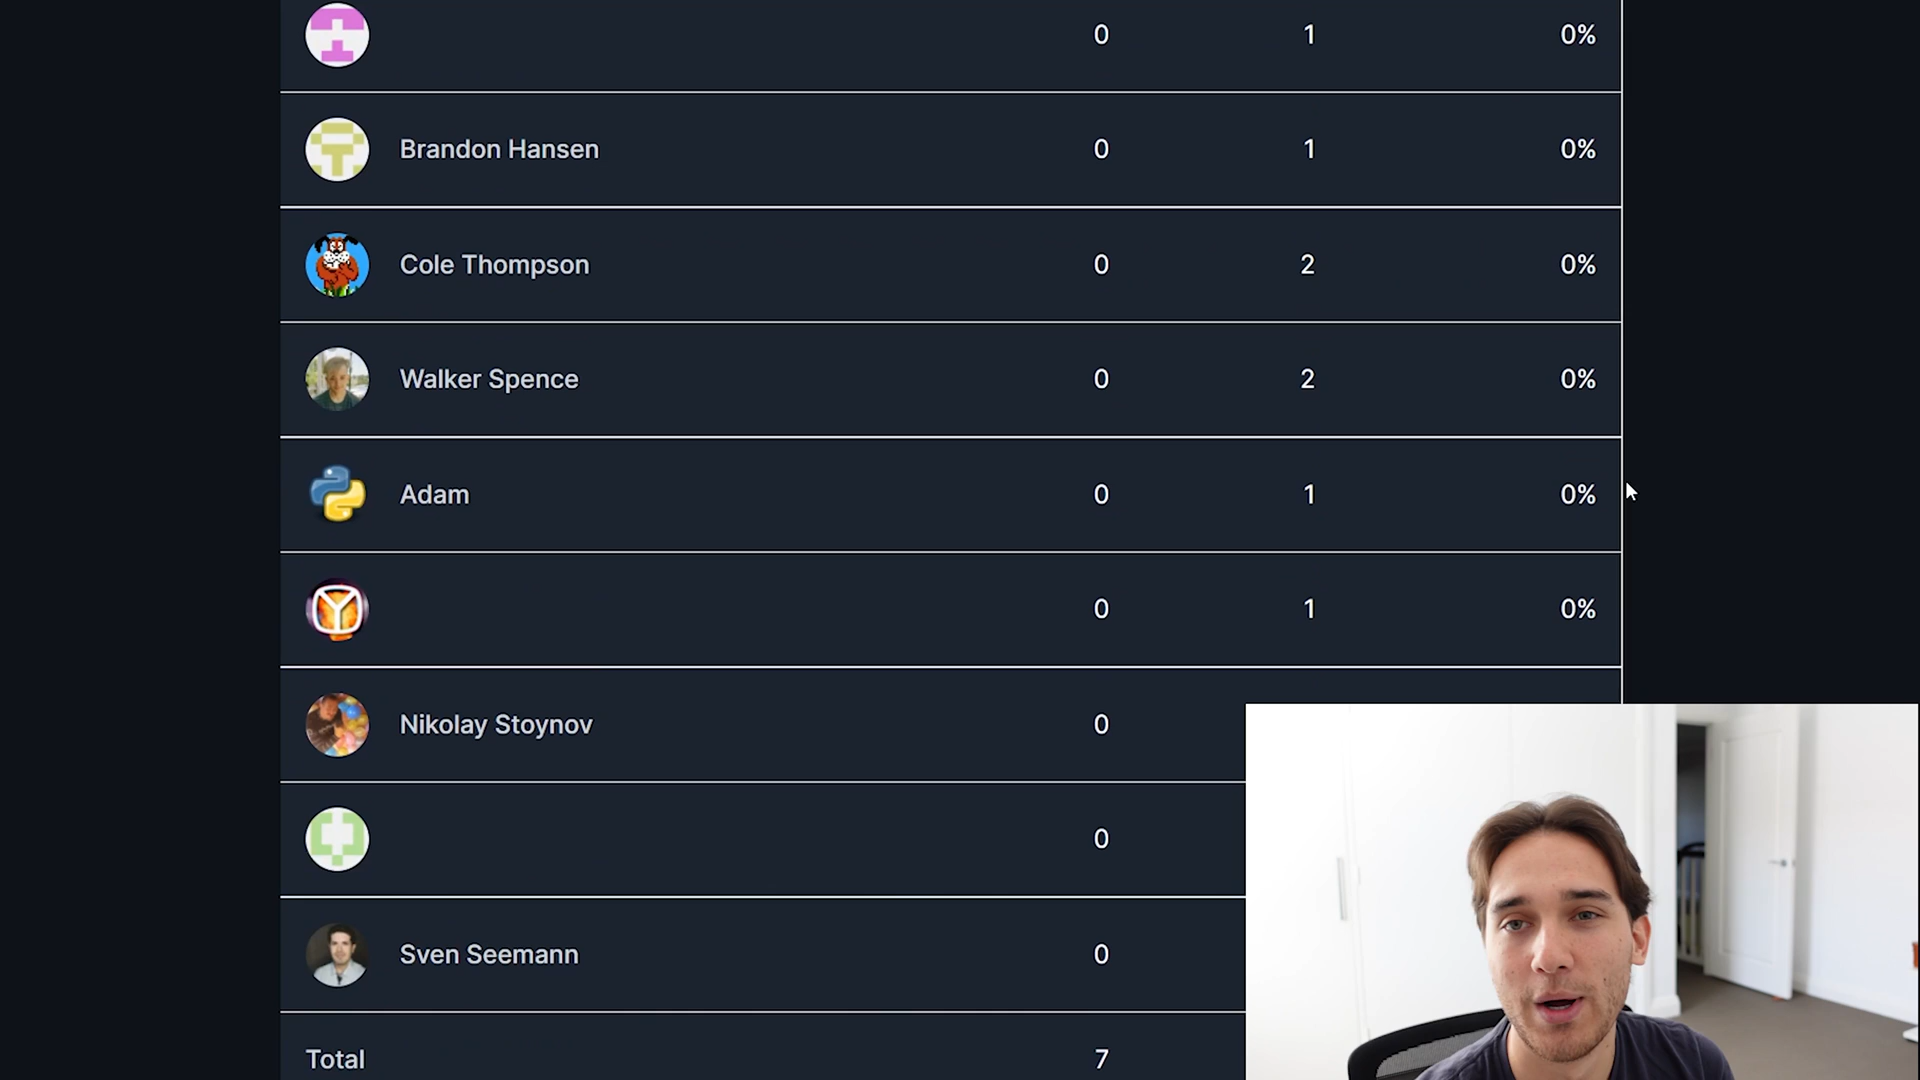 0 1 0%
Brandon Hansen 0 1 0%
Cole Thompson 0 2 0%
Walker Spence 0 2 0%
Adam 0 1 0%
0 1 0%
Nikolay Stoynov 0
0
Sven Seemann 0
Total 7